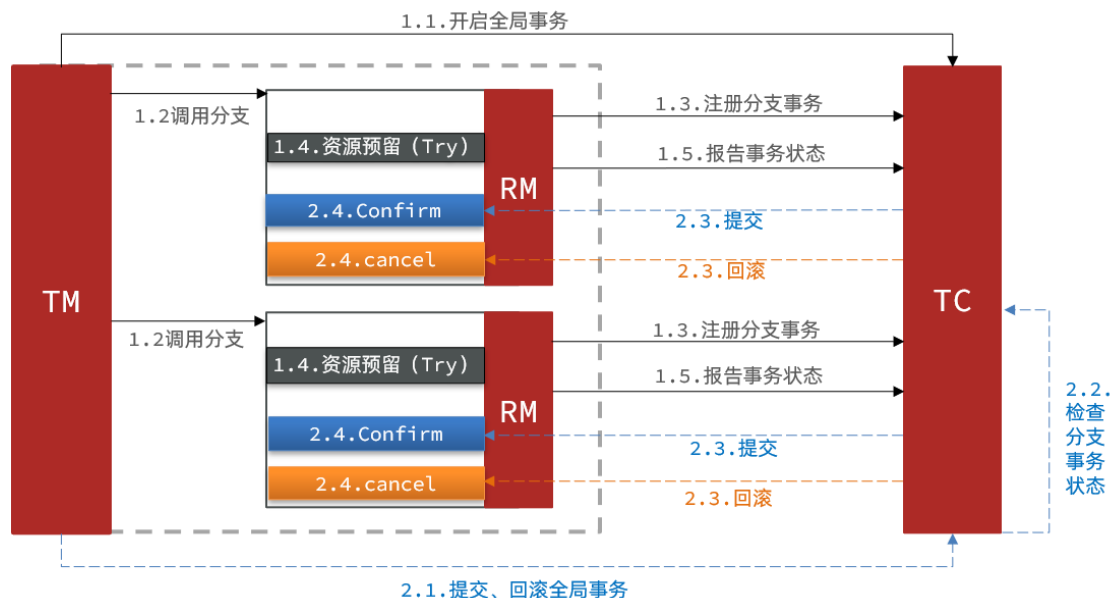 1.1.开启全局事务
TM
1.2调用分支
1.4.资源预留（Try）
2.4.Confirm
2.4.cancel
RM
1.3.注册分支事务
1.5.报告事务状态
2.3.提交
2.3.回滚
TC
1.2调用分支
1.4.资源预留（Try）
2.4.Confirm
2.4.cancel
RM
1.3.注册分支事务
1.5.报告事务状态
2.3.提交
2.3.回滚
2.2.
检查
分支
事务
状态
2.1.提交、回滚全局事务